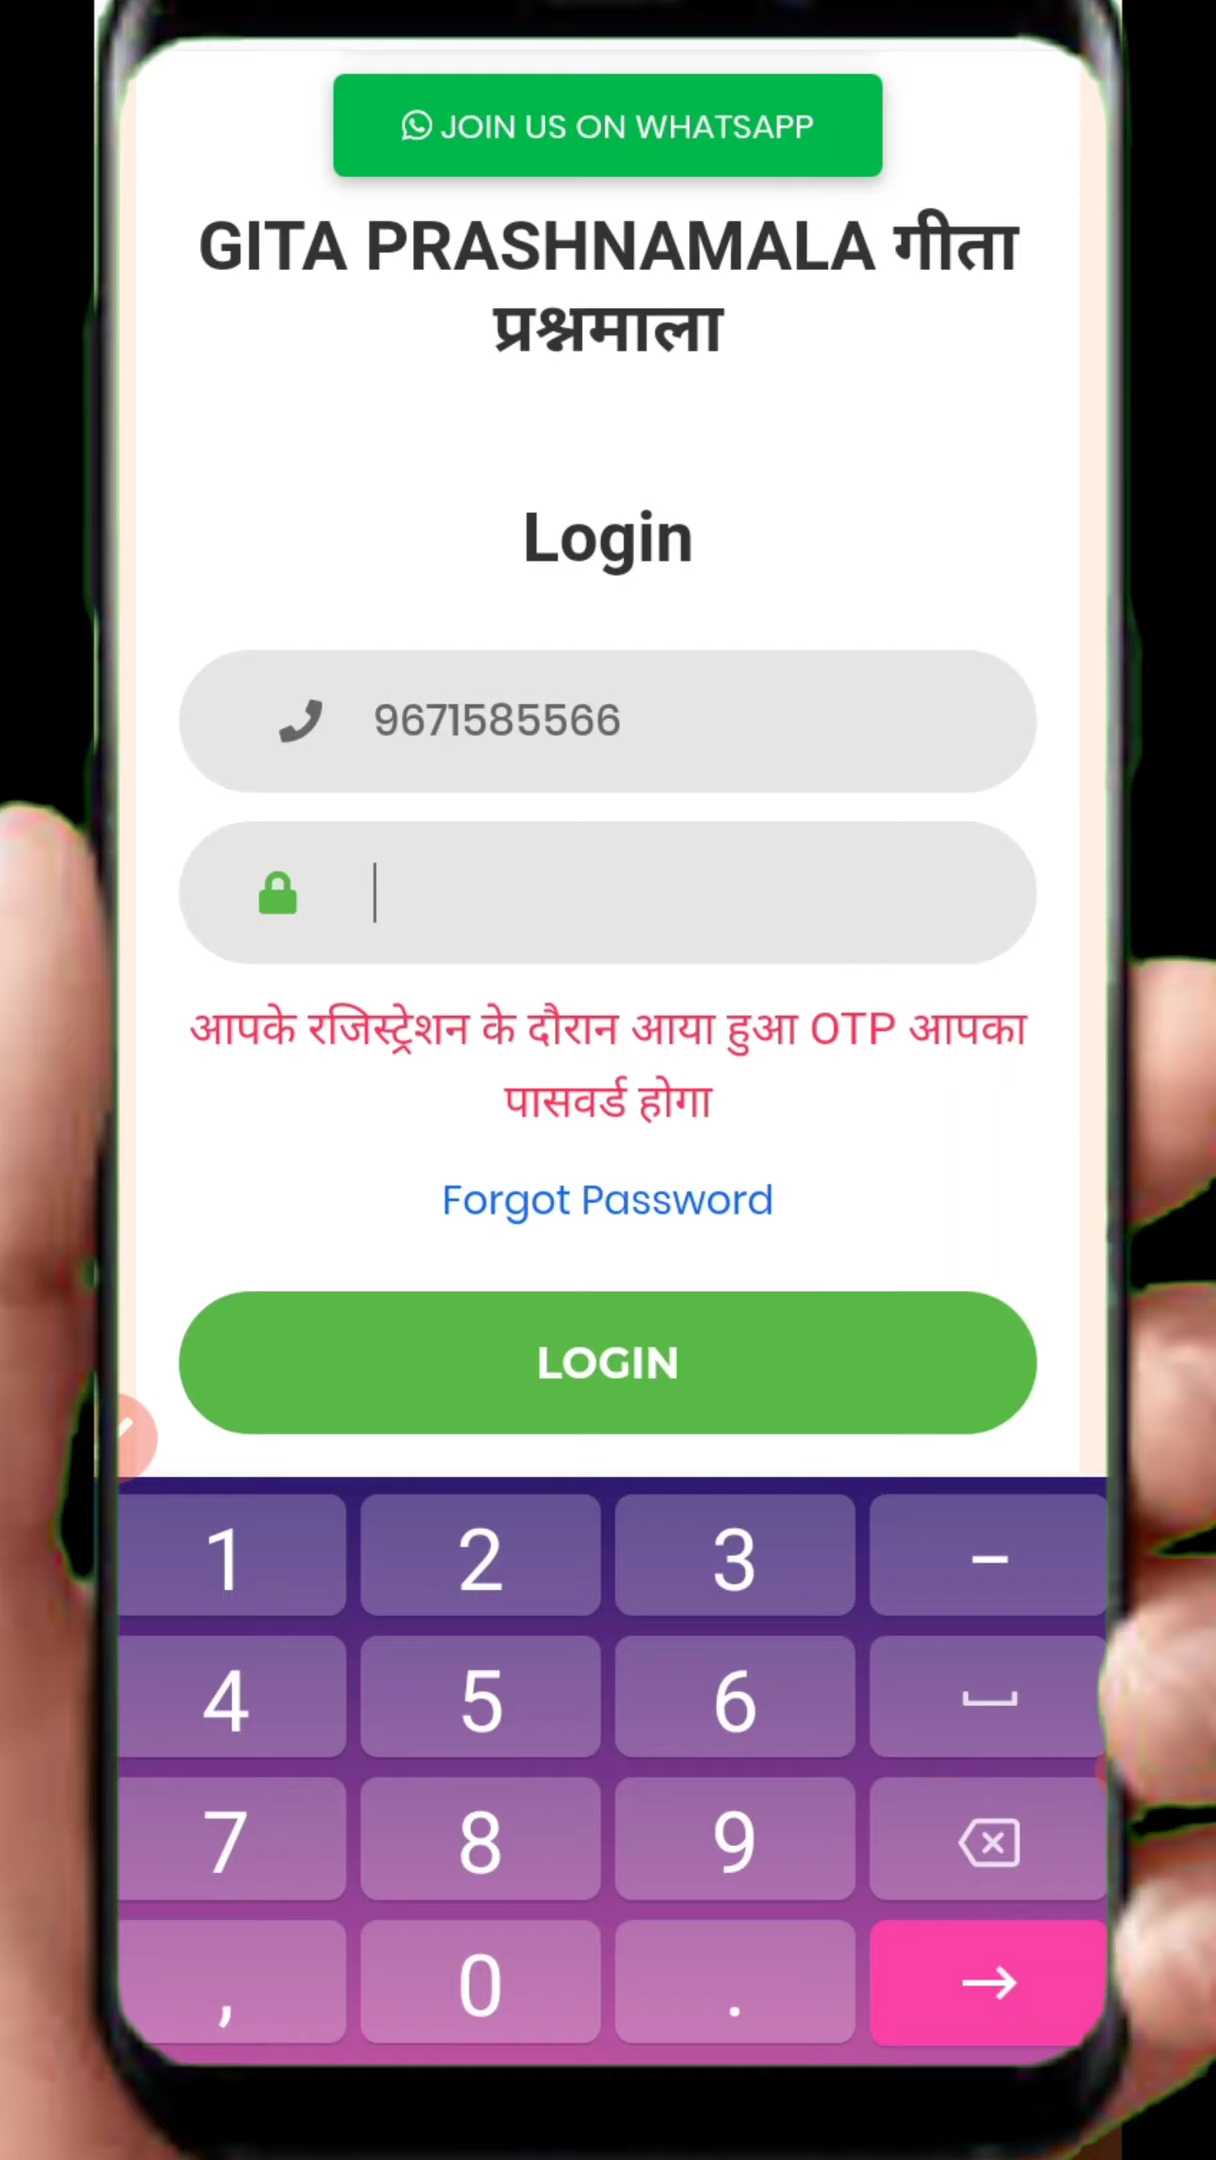 JOIN US ON WHATSAPP
GITA PRASHNAMALA गीता
प्रश्नमाला
Login
9671585566
आपके रजिस्ट्रेशन के दौरान आया हुआ OTP आपका
पासवर्ड होगा
Forgot Password
LOGIN
1 2 3 –
4 5 6
7 8 9
, 0 .